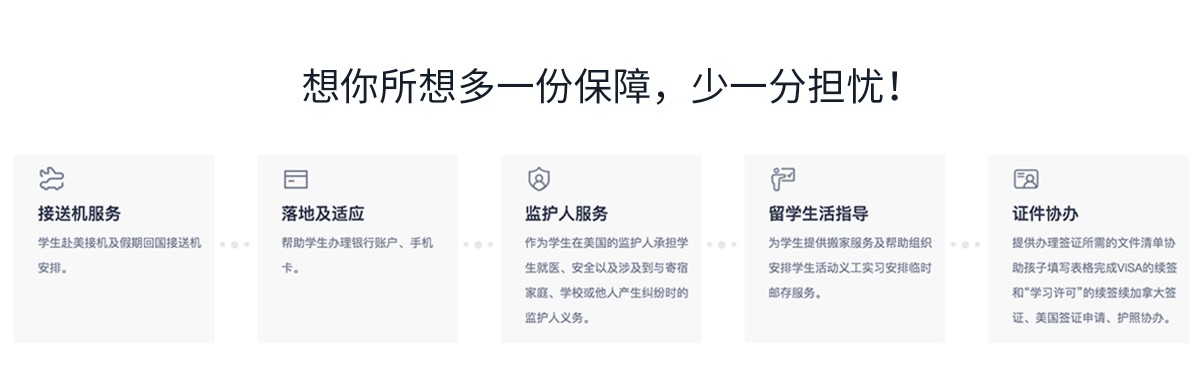 想你所想多一份保障，少一分担忧！
接送机服务
学生赴美接机及假期回国接送机
安排。
落地及适应
帮助学生办理银行账户、手机
卡。
监护人服务
作为学生在美国的监护人承担学
生就医、安全以及涉及到与寄宿
家庭、学校或他人产生纠纷时的
监护人义务。
留学生活指导
为学生提供搬家服务及帮助组织
安排学生活动义工实习安排临时
邮存服务。
证件协办
提供办理签证所需的文件清单协
助孩子填写表格完成VISA的续签
和“学习许可”的续签续加拿大签
证、美国签证申请、护照协办。